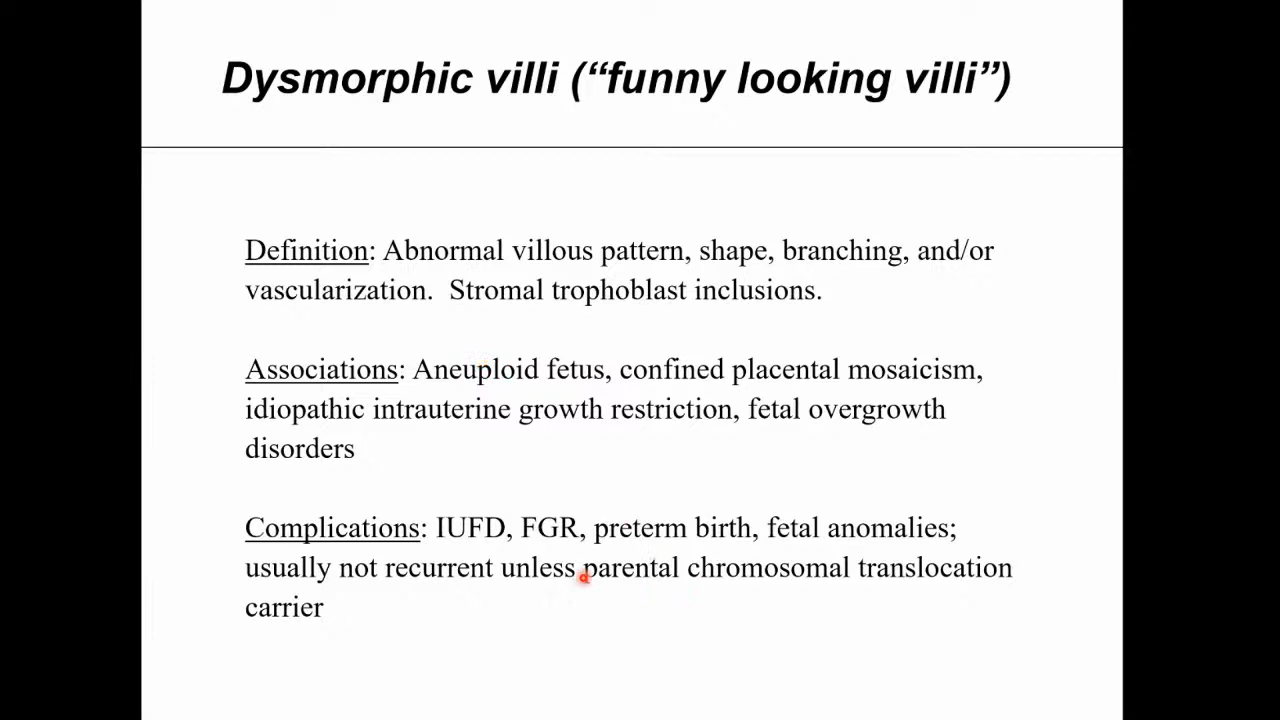 Dysmorphic villi (“funny looking villi”)
Definition: Abnormal villous pattern, shape, branching, and/or
vascularization.  Stromal trophoblast inclusions.
Associations: Aneuploid fetus, confined placental mosaicism,
idiopathic intrauterine growth restriction, fetal overgrowth
disorders
Complications: IUFD, FGR, preterm birth, fetal anomalies;
usually not recurrent unless parental chromosomal translocation
carrier